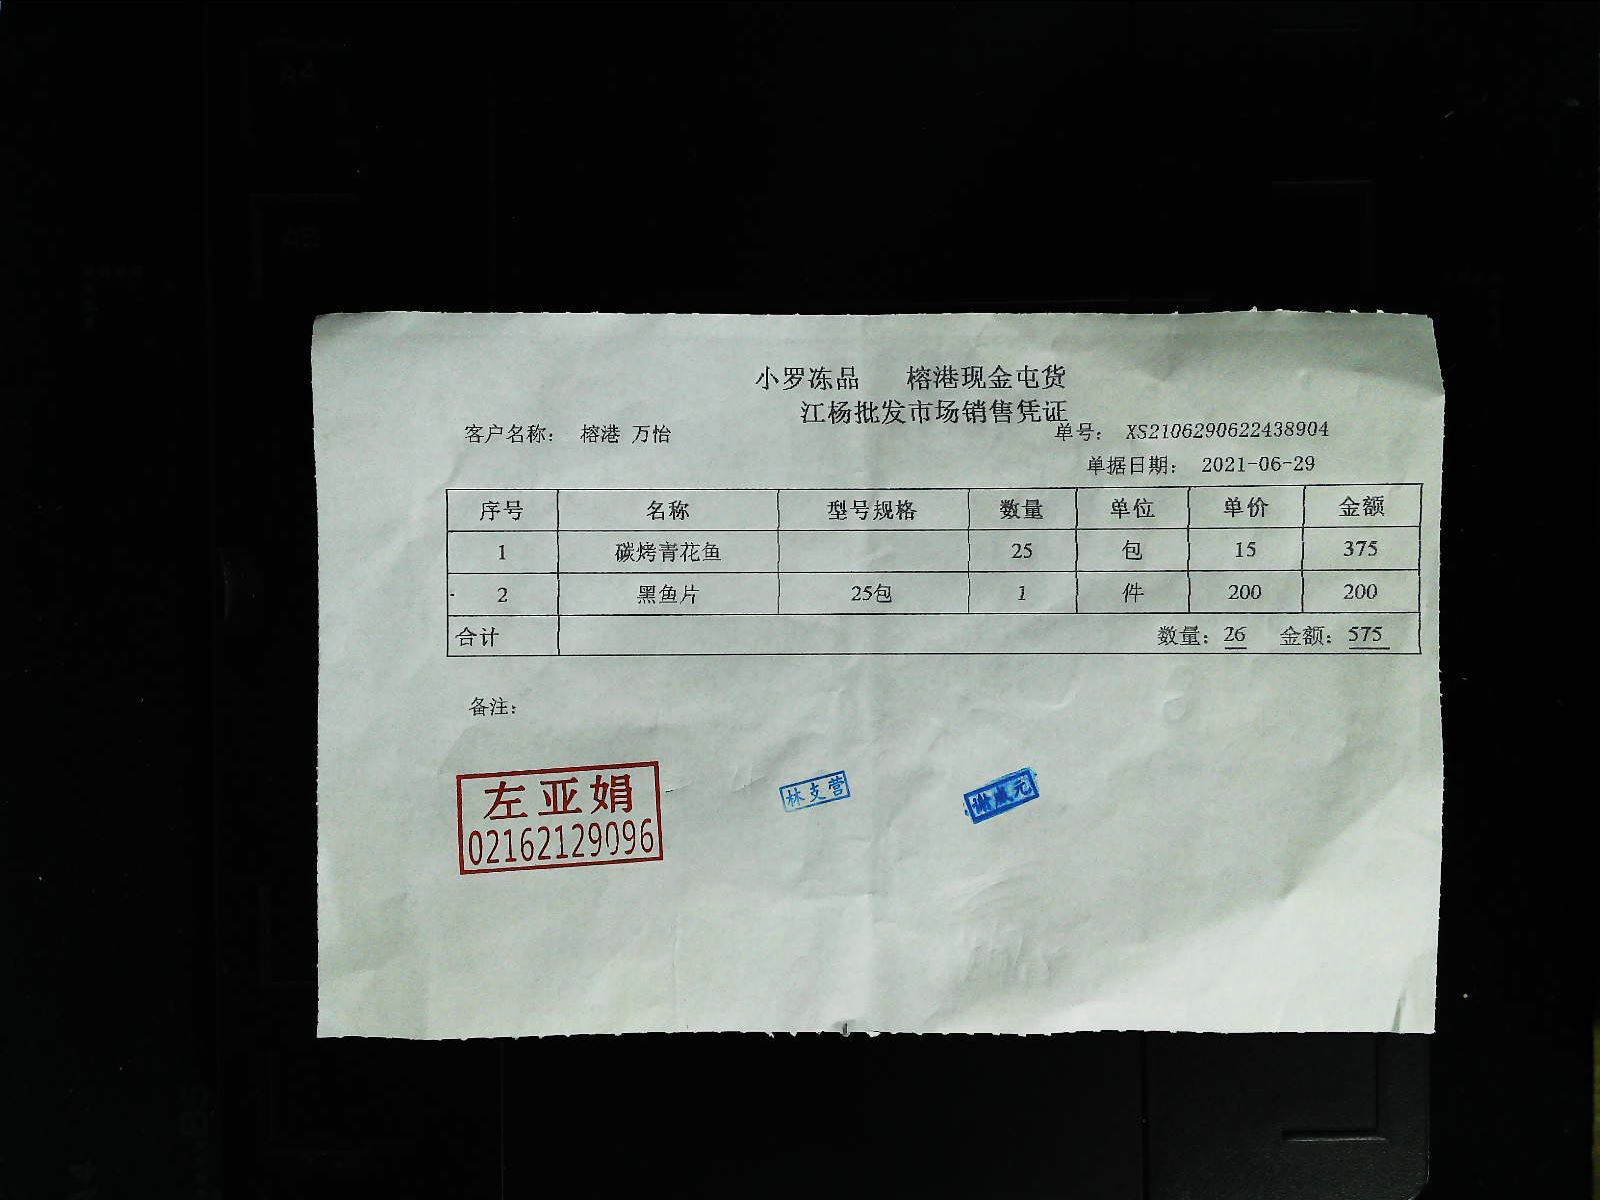 小罗冻品 榕港现金屯货
江杨批发市场销售凭证
客户名称： 榕港 万怡 单号： XS2106290622438904
单据日期： 2021-06-29
序号 名称 型号规格 数量 单位 单价 金额
1 碳烤青花鱼 25 包 15 375
2 黑鱼片 25包 1 件 200 200
合计 数量：26 金额：575
备注：
左亚娟
02162129096
林支营